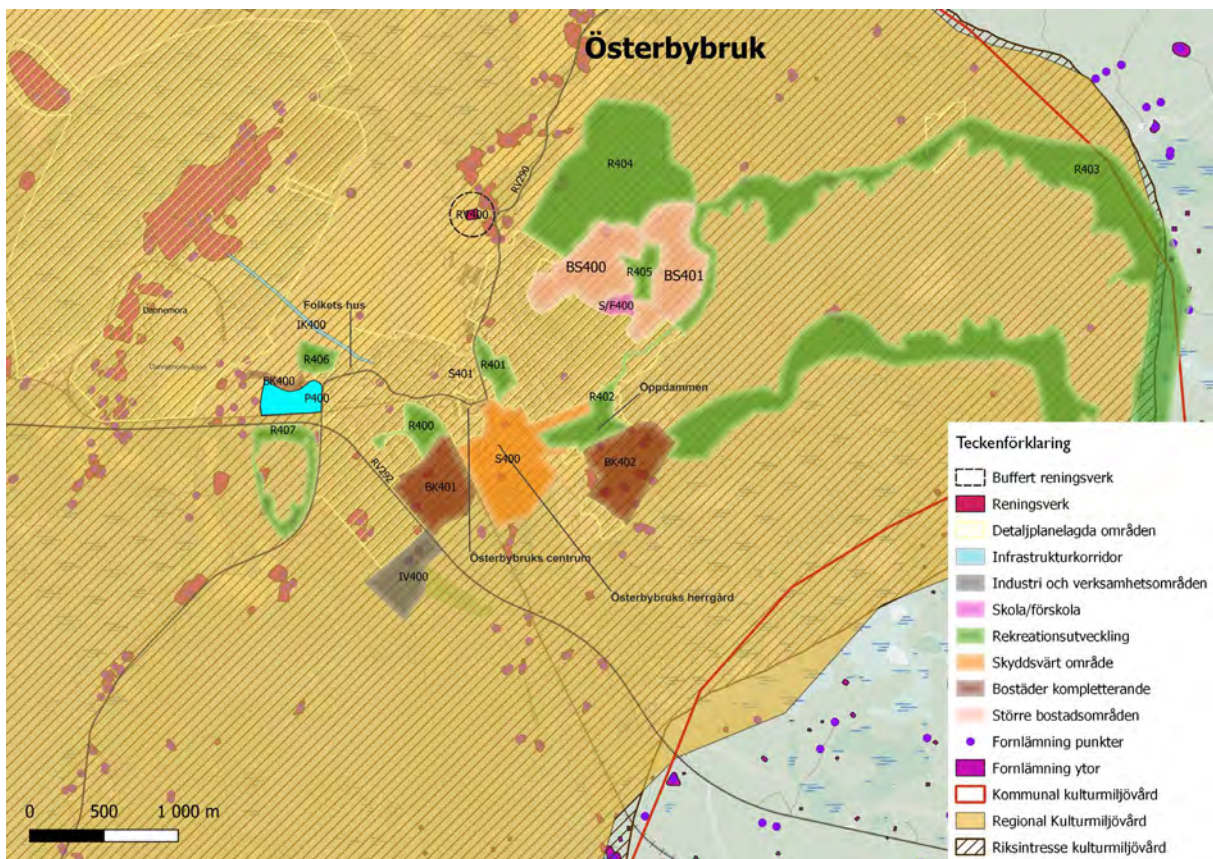 Österbybruk
R404
R403
RV290
RV400
BS400
R405
BS401
S/F400
Folkets hus
Dannemora
IK400
R406
R401
S401
BK400
P400
Öppdammen
R402
R400
R407
S400
BK402
RV292
BK401
Österbybruks centrum
IV400
Österbybruks herrgård
Teckenförklaring
Buffert reningsverk
Reningsverk
Detaljplanelagda områden
Infrastrukturkorridor
Industri och verksamhetsområden
Skola/förskola
Rekreationsutveckling
Skyddsvärt område
Bostäder kompletterande
Större bostadsområden
Fornlämning punkter
Fornlämning ytor
Kommunal kulturmiljövård
Regional Kulturmiljövård
Riksintresse kulturmiljövård
0 500 1 000 m